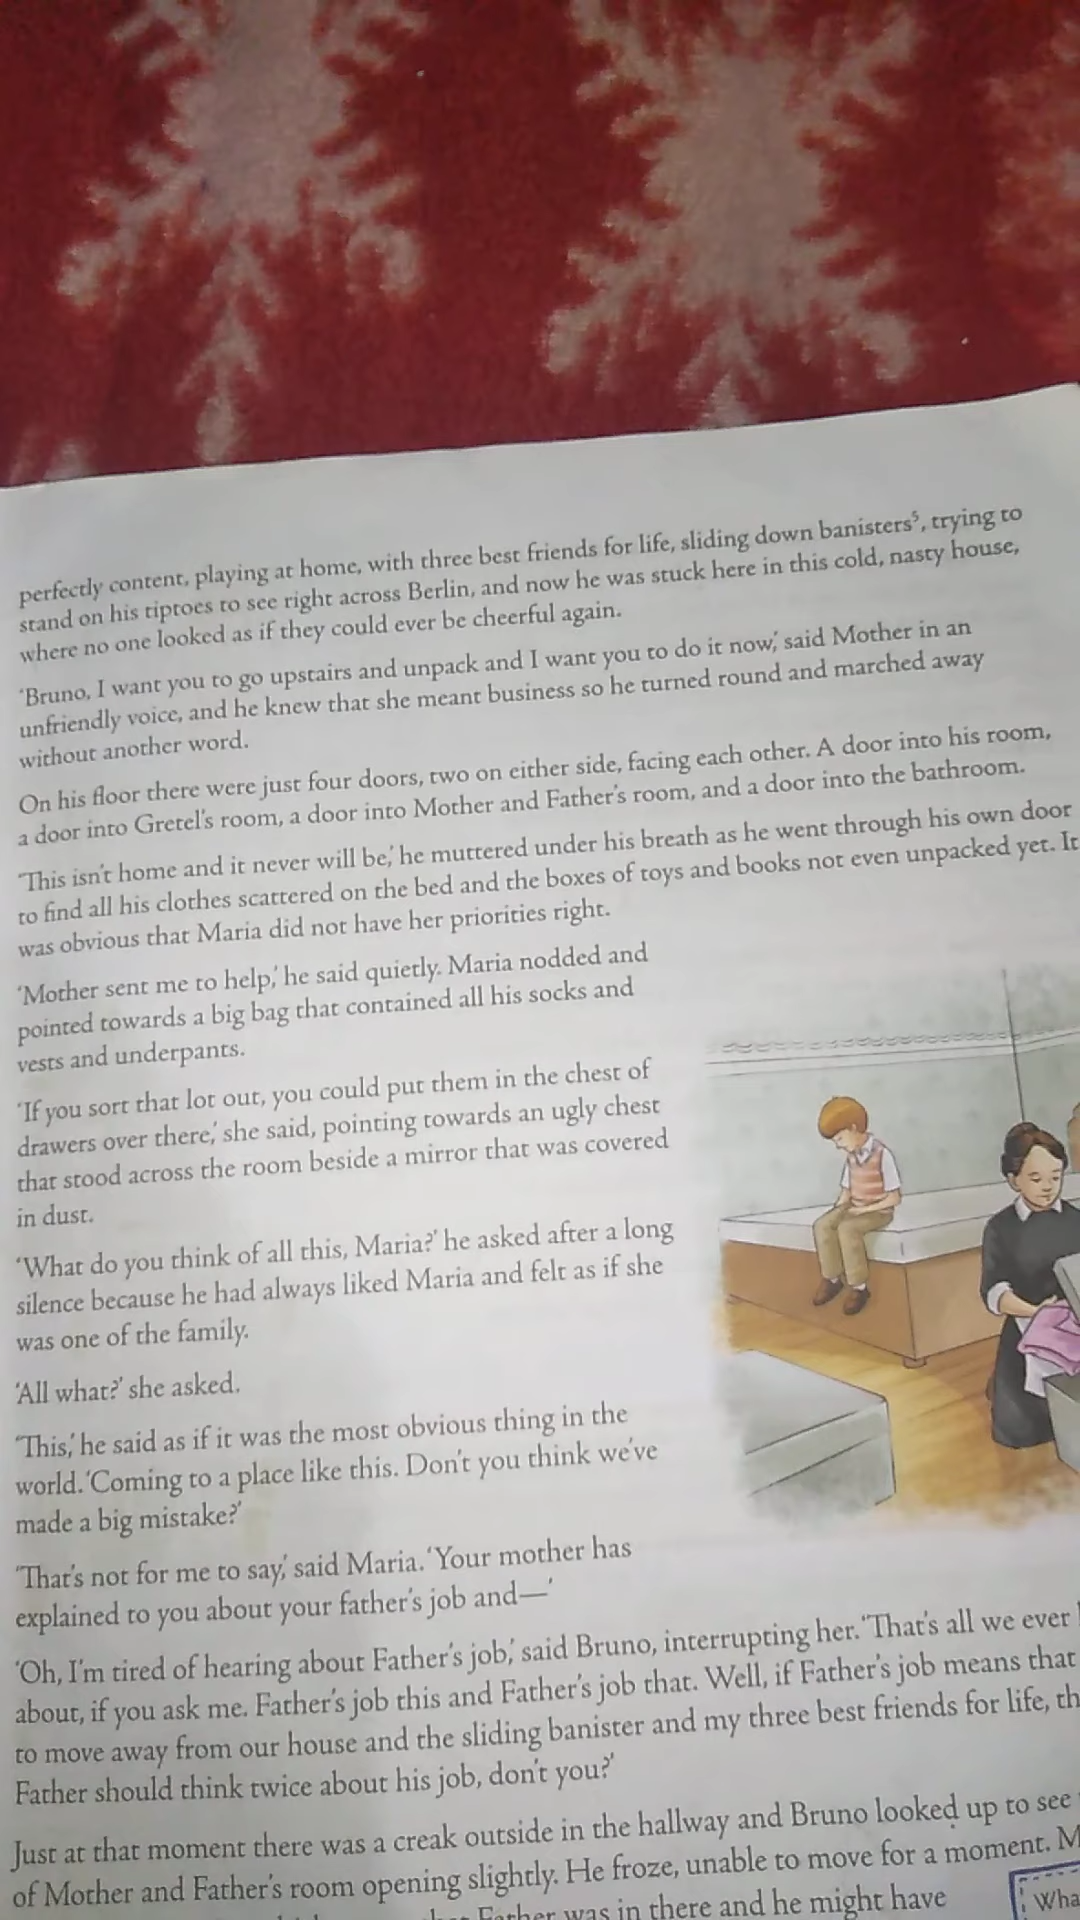 perfectly content, playing at home, with three best friends for life, sliding down banisters⁵, trying to
stand on his tiptoes to see right across Berlin, and now he was stuck here in this cold, nasty house,
where no one looked as if they could ever be cheerful again.
‘Bruno, I want you to go upstairs and unpack and I want you to do it now,’ said Mother in an
unfriendly voice, and he knew that she meant business so he turned round and marched away
without another word.
On his floor there were just four doors, two on either side, facing each other. A door into his room,
a door into Gretel's room, a door into Mother and Father's room, and a door into the bathroom.
‘This isn't home and it never will be,’ he muttered under his breath as he went through his own door
to find all his clothes scattered on the bed and the boxes of toys and books not even unpacked yet. It
was obvious that Maria did not have her priorities right.
‘Mother sent me to help,’ he said quietly. Maria nodded and
pointed towards a big bag that contained all his socks and
vests and underpants.
‘If you sort that lot out, you could put them in the chest of
drawers over there,’ she said, pointing towards an ugly chest
that stood across the room beside a mirror that was covered
in dust.
‘What do you think of all this, Maria?’ he asked after a long
silence because he had always liked Maria and felt as if she
was one of the family.
‘All what?’ she asked.
‘This,’ he said as if it was the most obvious thing in the
world. ‘Coming to a place like this. Don't you think we've
made a big mistake?’
‘That's not for me to say,’ said Maria. ‘Your mother has
explained to you about your father's job and—’
‘Oh, I'm tired of hearing about Father's job,’ said Bruno, interrupting her. ‘That's all we ever
about, if you ask me. Father's job this and Father's job that. Well, if Father's job means that
to move away from our house and the sliding banister and my three best friends for life,
Father should think twice about his job, don't you?’
Just at that moment there was a creak outside in the hallway and Bruno looked up to see
of Mother and Father's room opening slightly. He froze, unable to move for a moment.
Father was in there and he might have